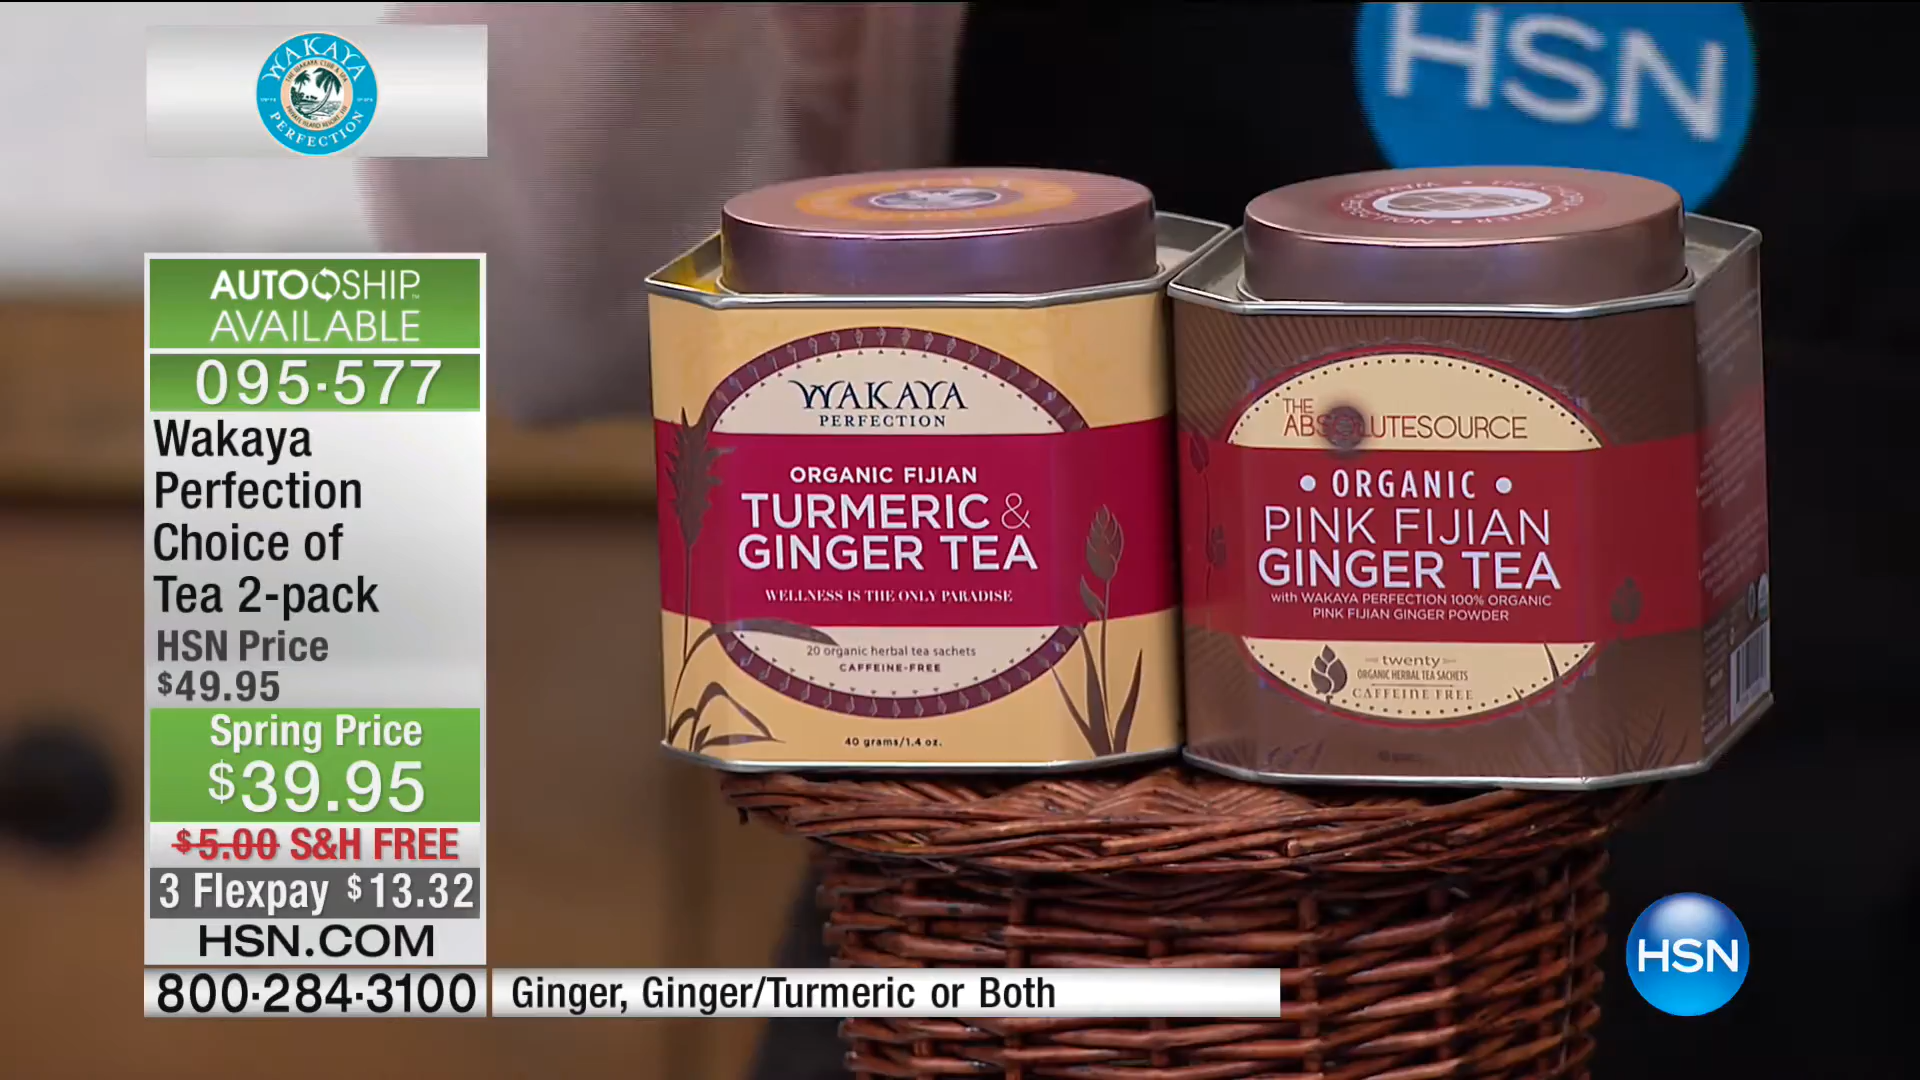 WAKAYA
PERFECTION
HSN
AUTOSHIP™
AVAILABLE
095·577
Wakaya
Perfection
Choice of
Tea 2-pack
HSN Price
$49.95
Spring Price
$39.95
$5.00 S&H FREE
3 Flexpay $13.32
HSN.COM
800·284·3100
Ginger, Ginger/Turmeric or Both
WAKAYA
PERFECTION
ORGANIC FIJIAN
TURMERIC &
GINGER TEA
WELLNESS IS THE ONLY PARADISE
20 organic herbal tea sachets
CAFFEINE-FREE
40 grams/1.4 oz.
THE
ABSOLUTESOURCE
• ORGANIC •
PINK FIJIAN
GINGER TEA
with WAKAYA PERFECTION 100% ORGANIC
PINK FIJIAN GINGER POWDER
twenty
ORGANIC HERBAL TEA SACHETS
CAFFEINE FREE
HSN